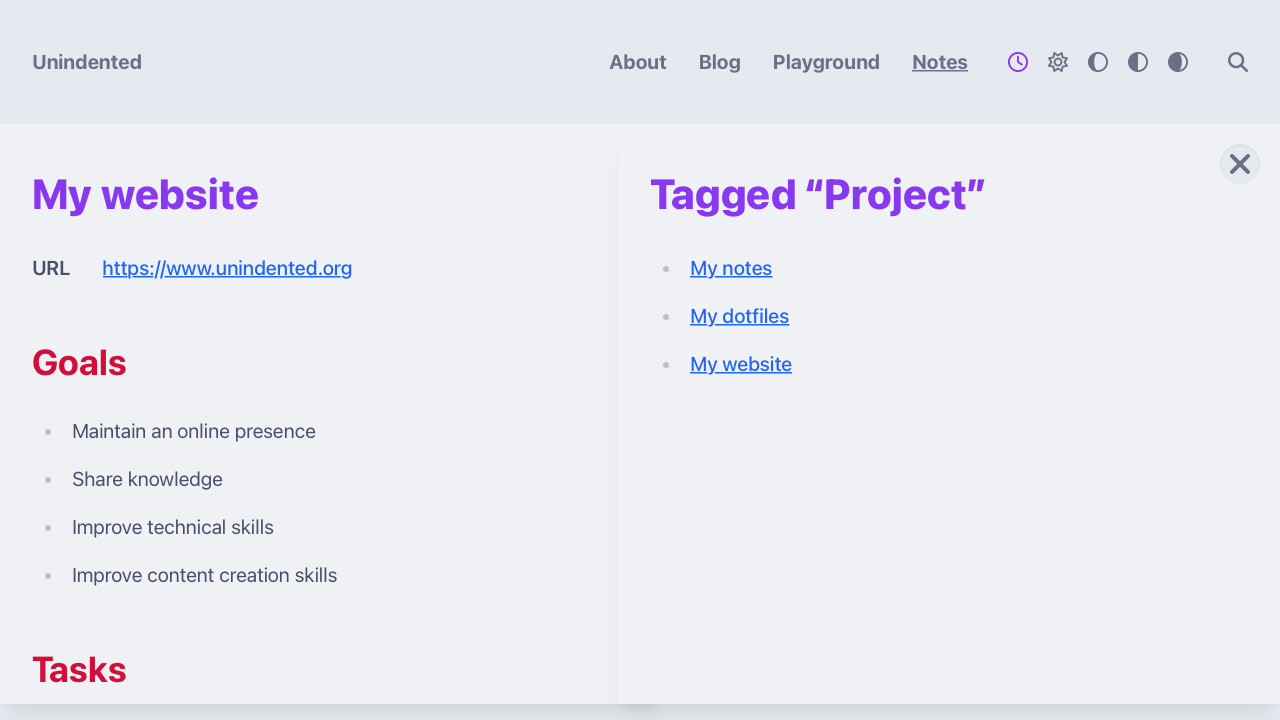 Unindented
About Blog Playground Notes
My website
URL https://www.unindented.org
Goals
Maintain an online presence
Share knowledge
Improve technical skills
Improve content creation skills
Tasks
Tagged “Project”
My notes
My dotfiles
My website